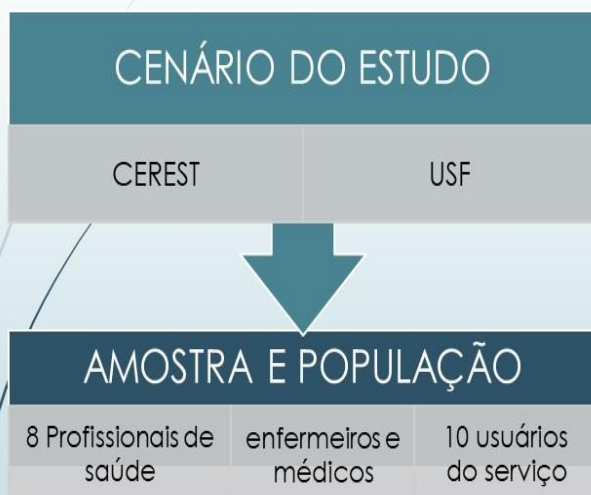 CENÁRIO DO ESTUDO
CEREST
USF
AMOSTRA E POPULAÇÃO
8 Profissionais de
saúde
enfermeiros e
médicos
10 usuários
do serviço